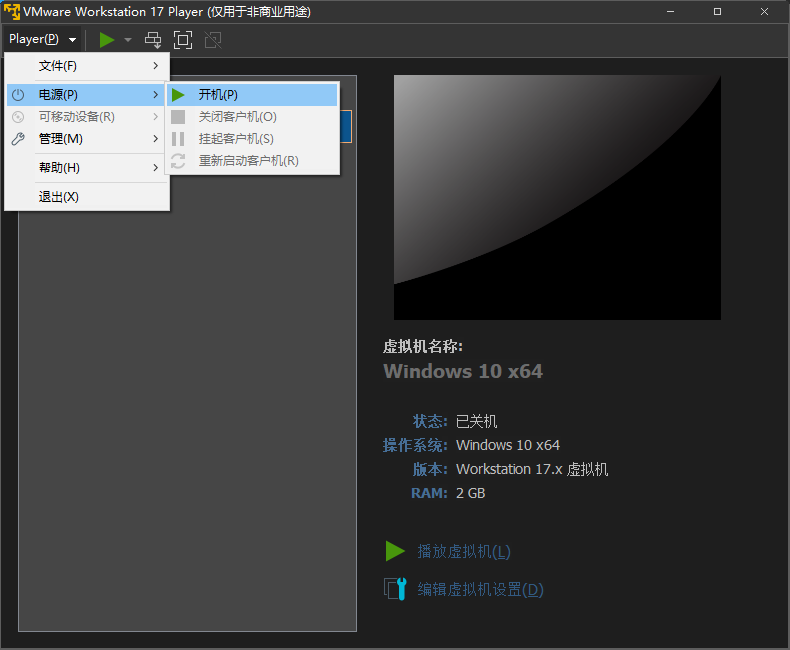 VMware Workstation 17 Player (仅用于非商业用途)
Player(P)
文件(F)
电源(P)
可移动设备(R)
管理(M)
帮助(H)
退出(X)
开机(P)
关闭客户机(O)
挂起客户机(S)
重新启动客户机(R)
虚拟机名称:
Windows 10 x64
状态: 已关机
操作系统: Windows 10 x64
版本: Workstation 17.x 虚拟机
RAM: 2 GB
播放虚拟机(L)
编辑虚拟机设置(D)